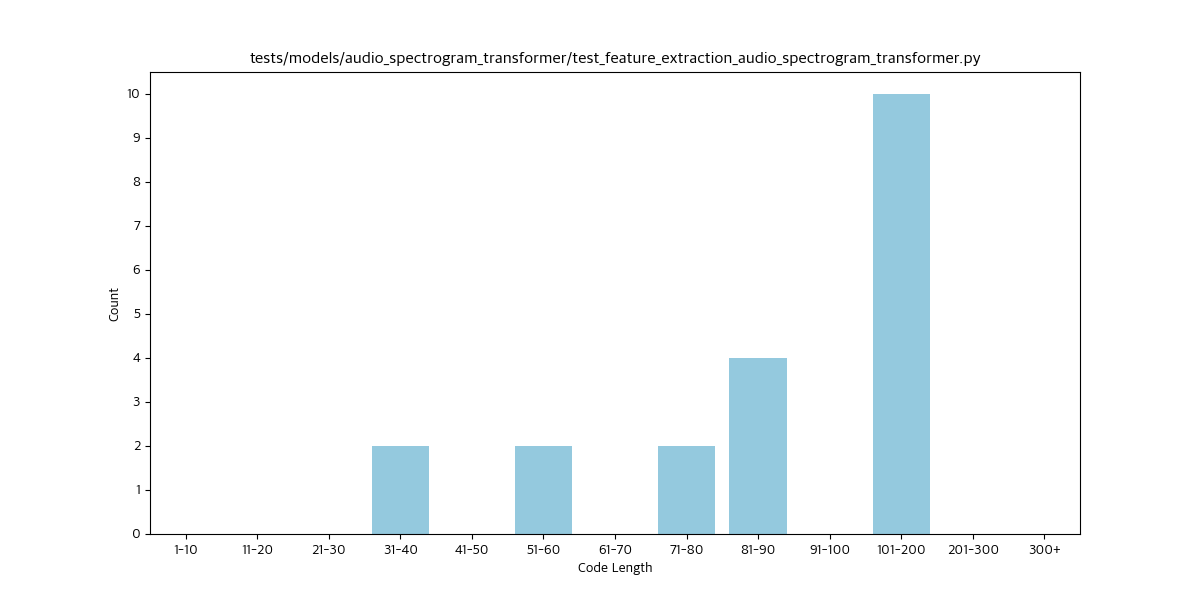 tests/models/audio_spectrogram_transformer/test_feature_extraction_audio_spectrogram_transformer.py
10
9
8
7
6
5
4
3
2
1
0
Count
1-10 11-20 21-30 31-40 41-50 51-60 61-70 71-80 81-90 91-100 101-200 201-300 300+
Code Length